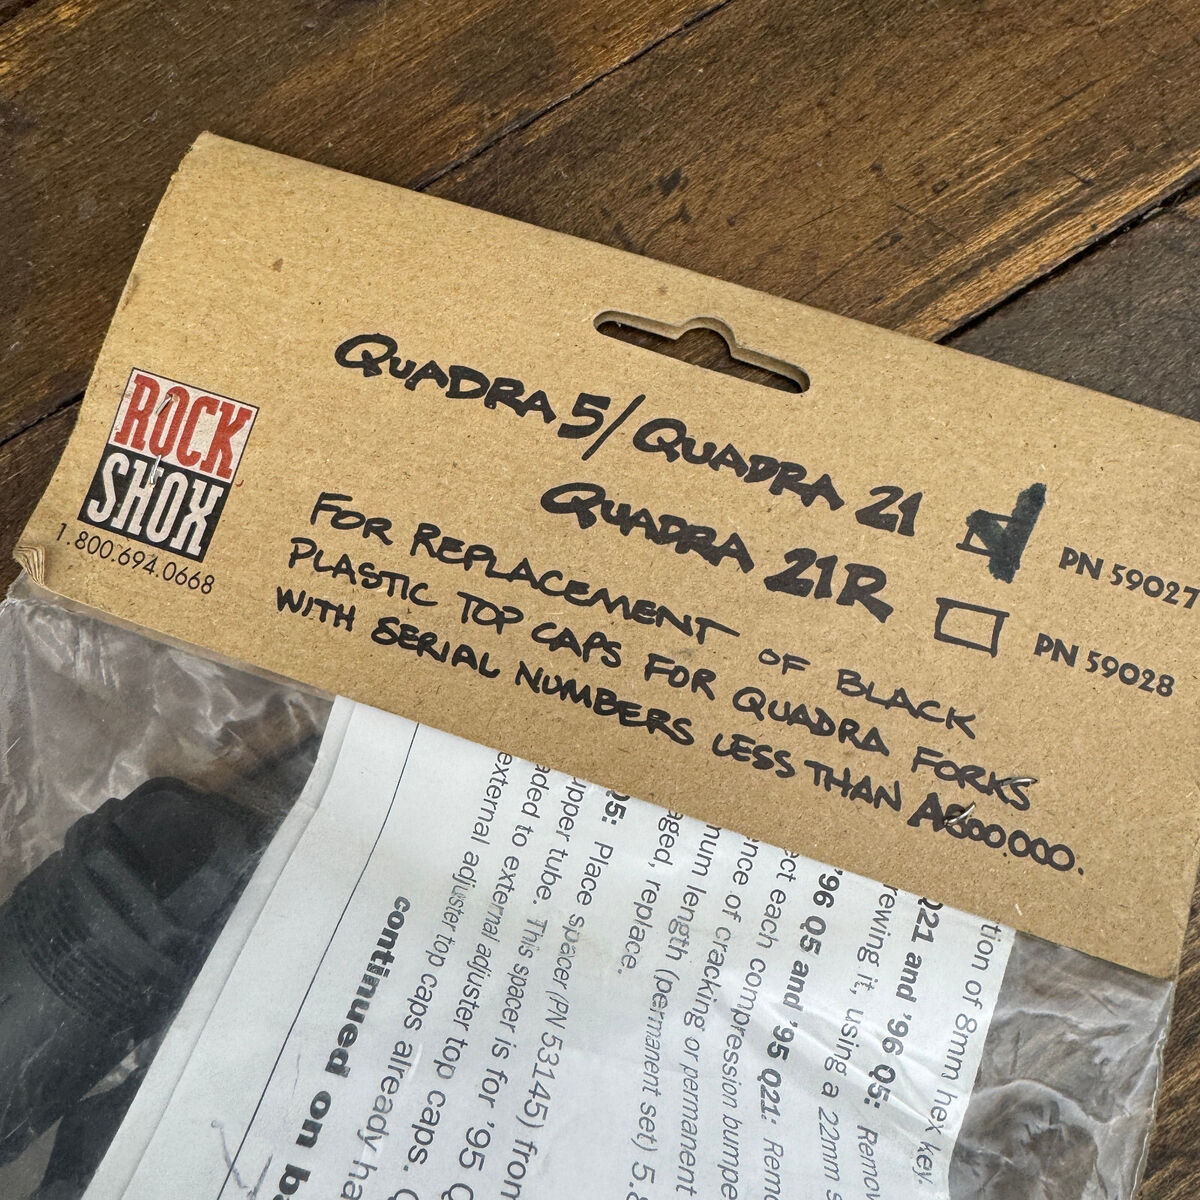 QUADRA 5/QUADRA 21
PN 59027
QUADRA 21R
PN 59028
FOR REPLACEMENT OF BLACK
PLASTIC TOP CAPS FOR QUADRA FORKS
WITH SERIAL NUMBERS LESS THAN
ROCK
SHOX
1.800.694.0668
tion of 8mm hex key.
Q21 and '96 Q5:
rewing it, using a 22mm
'96 Q5 and '95 Q21:
ect each compression
nce of cracking or permanent
num length (permanent set) 5.8
aged, replace.
Q5: Place spacer (PN 53145) from
upper tube. This spacer is for '95
aded to external adjuster top caps.
external adjuster top caps already
continued on